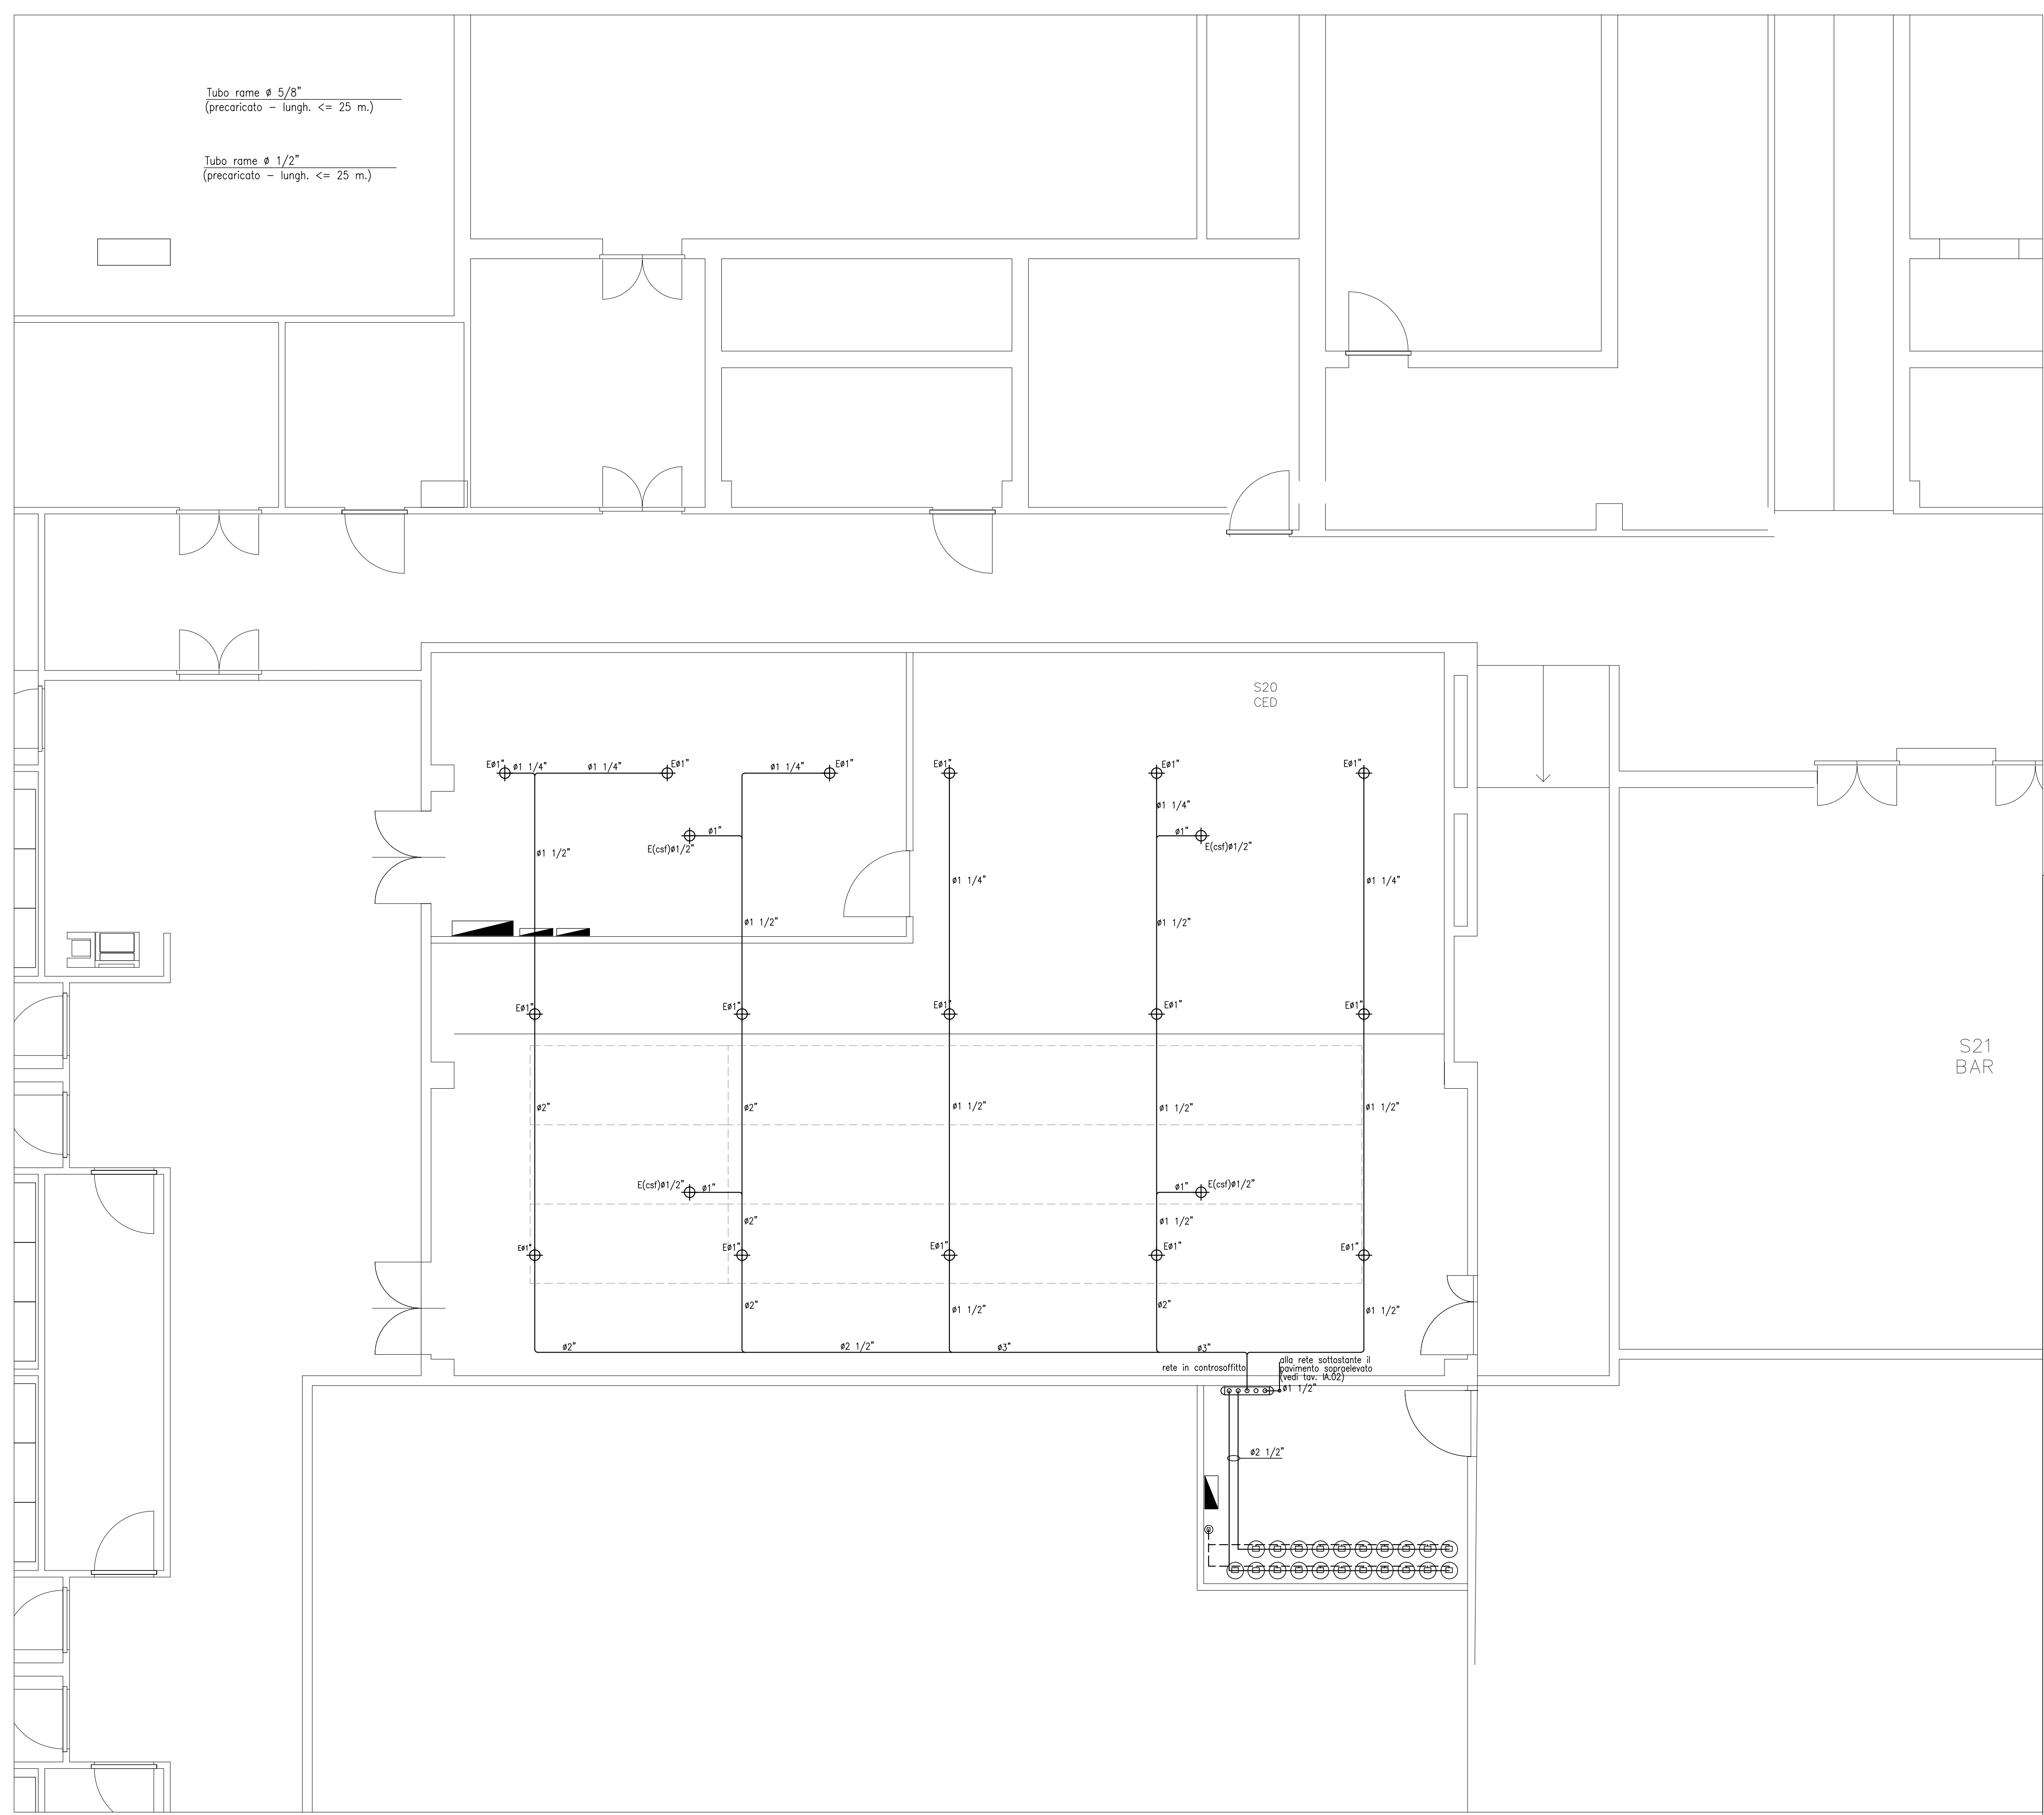 Tubo rame ø 5/8"
(precaricato - lungh. <= 25 m.)
Tubo rame ø 1/2"
(precaricato - lungh. <= 25 m.)
S20
CED
Eø1"
ø1 1/4"
ø1 1/4"
Eø1"
ø1 1/4"
Eø1"
Eø1"
Eø1"
Eø1"
ø1 1/4"
ø1"
E(csf)ø1/2"
ø1"
E(csf)ø1/2"
ø1 1/2"
ø1 1/4"
ø1 1/4"
ø1 1/2"
ø1 1/2"
Eø1"
Eø1"
Eø1"
Eø1"
Eø1"
S21
BAR
ø2"
ø2"
ø1 1/2"
ø1 1/2"
ø1 1/2"
E(csf)ø1/2"
ø1"
ø1"
E(csf)ø1/2"
ø2"
ø1 1/2"
Eø1"
Eø1"
Eø1"
Eø1"
Eø1"
ø2"
ø1 1/2"
ø2"
ø1 1/2"
ø2"
ø2 1/2"
ø3"
ø3"
rete in controsoffitto
alla rete sottostante il
pavimento sopraelevato
(vedi tav. IA.02)
ø1 1/2"
ø2 1/2"